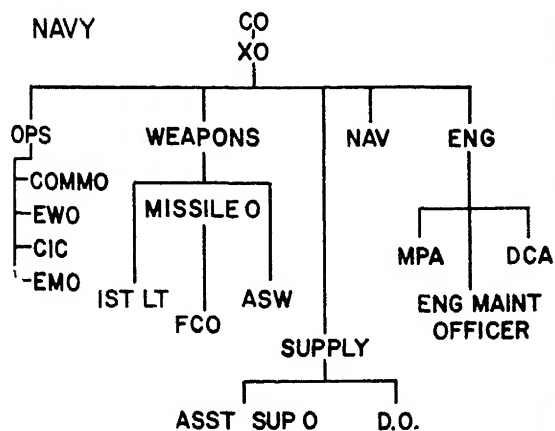 NAVY
CO
XO
OPS
WEAPONS
NAV
ENG
COMMO
EWO
CIC
EMO
MISSILE O
1ST LT
FCO
ASW
MPA
DCA
ENG MAINT
OFFICER
SUPPLY
ASST SUP O
D.O.